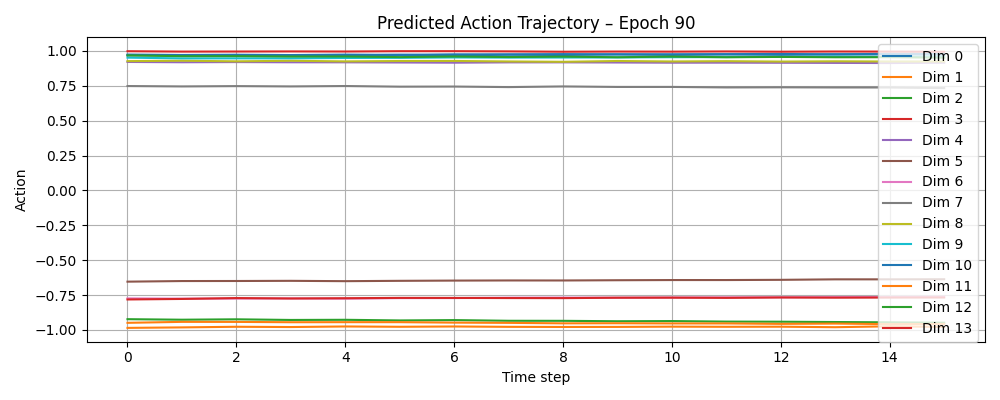 Predicted Action Trajectory – Epoch 90
Action
1.00
0.75
0.50
0.25
0.00
−0.25
−0.50
−0.75
−1.00
0 2 4 6 8 10 12 14
Time step
Dim 0
Dim 1
Dim 2
Dim 3
Dim 4
Dim 5
Dim 6
Dim 7
Dim 8
Dim 9
Dim 10
Dim 11
Dim 12
Dim 13